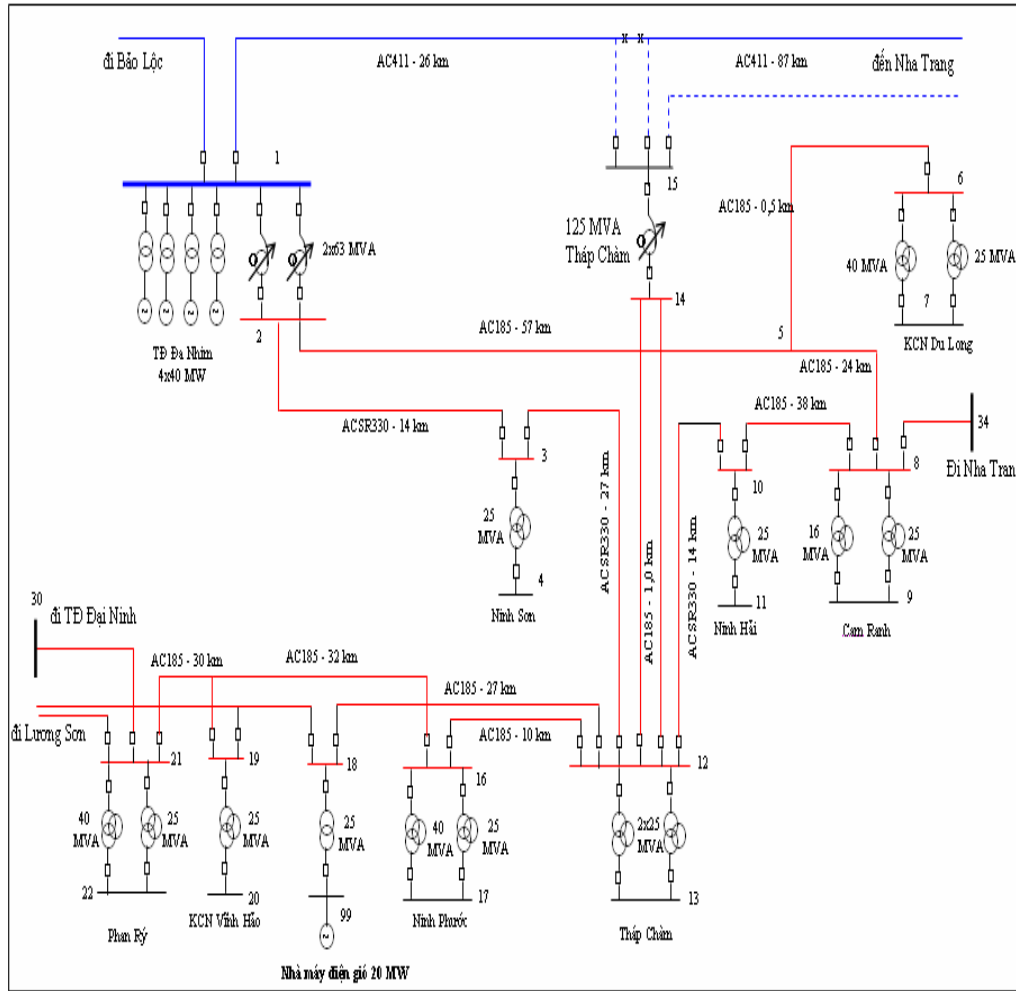 đi Bảo Lộc
AC411 - 26 km
x x
AC411 - 87 km
đến Nha Trang
1
15
6
AC185 - 0,5 km
125 MVA
Tháp Chàm
2x63 MVA
40 MVA
25 MVA
14
7
KCN Du Long
2
AC185 - 57 km
5
TĐ Đa Nhim
4x40 MW
AC185 - 24 km
AC185 - 38 km
ACSR330 - 14 km
34
Đi Nha Tran
3
10
8
25
MVA
ACSR330 - 27 km
AC185 - 1,0 km
ACSR330 - 14 km
25
MVA
16
MVA
25
MVA
4
Ninh Sơn
11
Ninh Hải
9
Cam Ranh
30
đi TĐ Đại Ninh
AC185 - 30 km
AC185 - 32 km
AC185 - 27 km
AC185 - 10 km
đi Lương Sơn
21
19
18
16
12
40
MVA
25
MVA
25
MVA
25
MVA
40
MVA
25
MVA
2x25
MVA
22
20
99
17
13
Phan Rý
KCN Vĩnh Hảo
Ninh Phước
Tháp Chàm
Nhà máy điện gió 20 MW